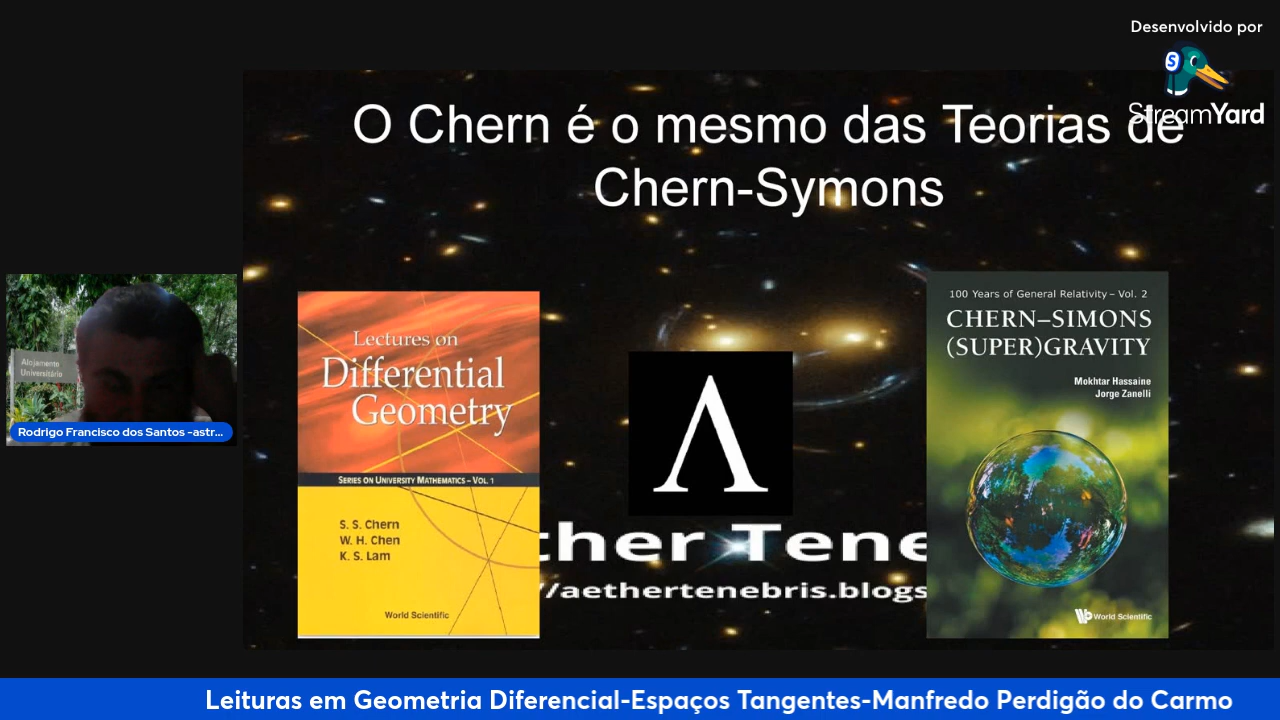 Desenvolvido por
StreamYard
O Chern é o mesmo das Teorias de
Chern-Symons
Lectures on
Differential
Geometry
SERIES ON UNIVERSITY MATHEMATICS – VOL. 1
S. S. Chern
W. H. Chen
K. S. Lam
World Scientific
Λ
ther Tene
//aethertenebris.blogs
100 Years of General Relativity – Vol. 2
CHERN–SIMONS
(SUPER)GRAVITY
Mokhtar Hassaine
Jorge Zanelli
World Scientific
Alojamento
Universitário
Rodrigo Francisco dos Santos -astr...
Leituras em Geometria Diferencial-Espaços Tangentes-Manfredo Perdigão do Carmo